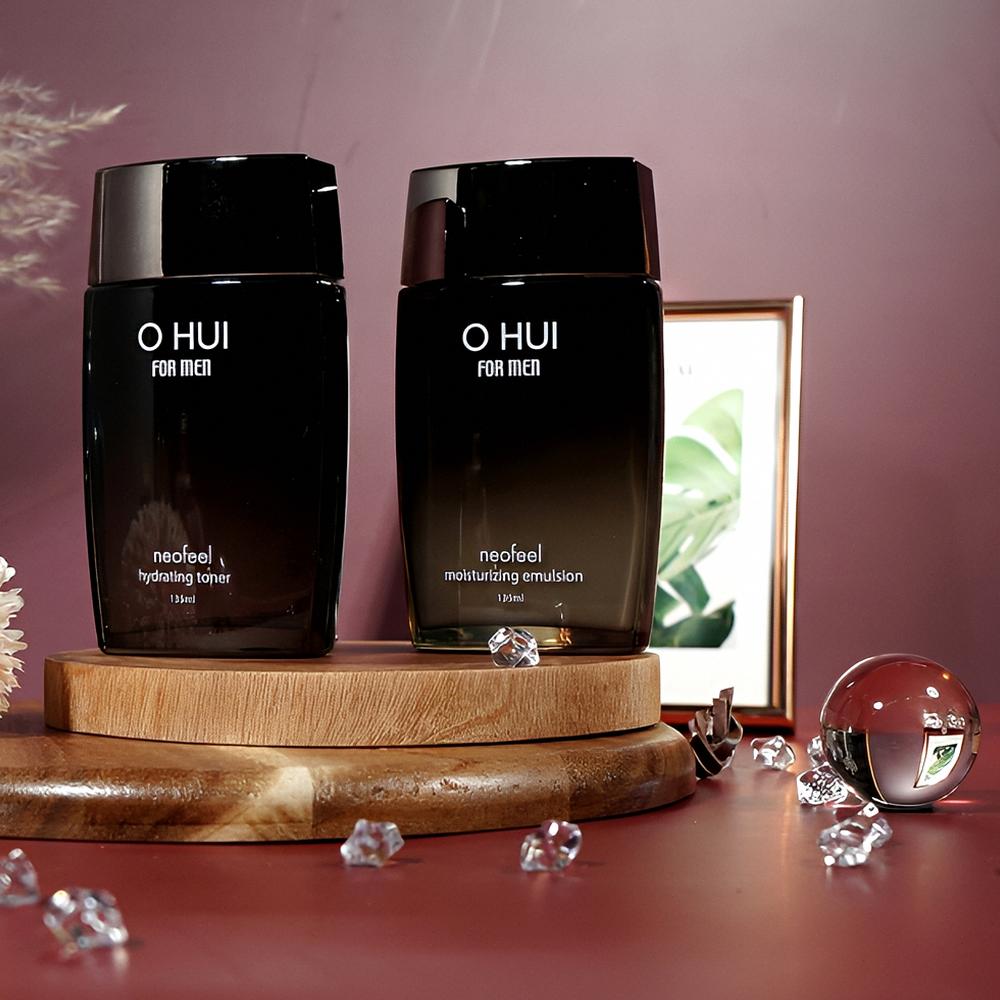 O HUI
FOR MEN
neofeel
hydrating toner
O HUI
FOR MEN
neofeel
moisturizing emulsion